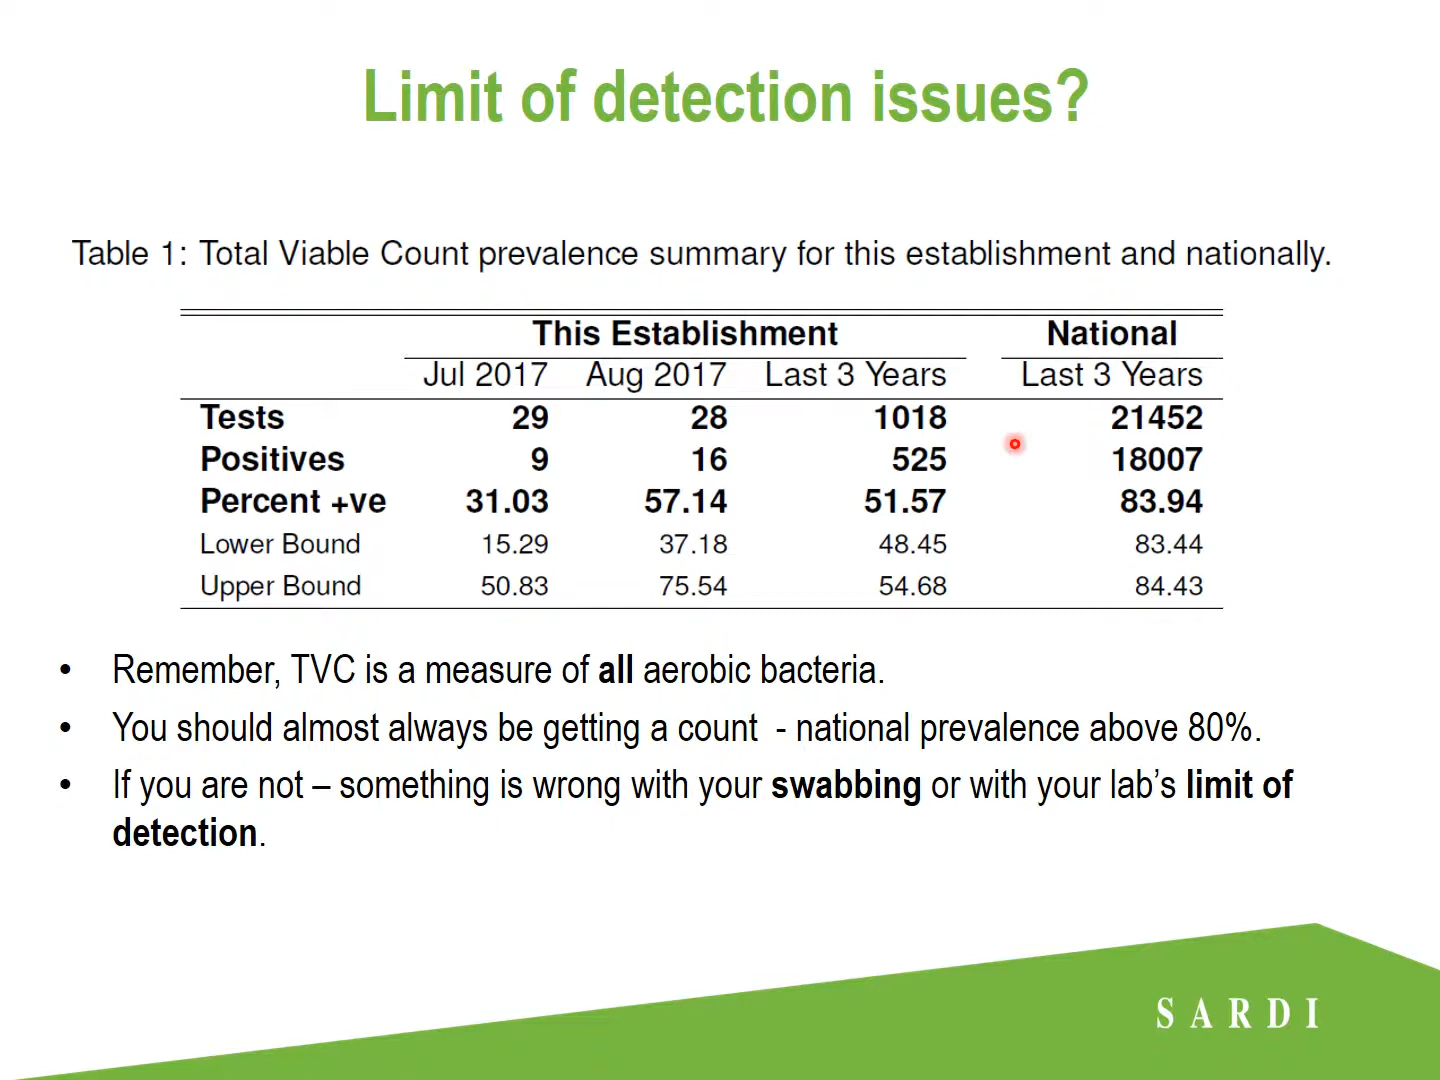 Limit of detection issues?
Table 1: Total Viable Count prevalence summary for this establishment and nationally.
This Establishment National
Jul 2017 Aug 2017 Last 3 Years Last 3 Years
Tests 29 28 1018 21452
Positives 9 16 525 18007
Percent +ve 31.03 57.14 51.57 83.94
Lower Bound 15.29 37.18 48.45 83.44
Upper Bound 50.83 75.54 54.68 84.43
• Remember, TVC is a measure of all aerobic bacteria.
• You should almost always be getting a count - national prevalence above 80%.
• If you are not – something is wrong with your swabbing or with your lab’s limit of
detection.
SARDI